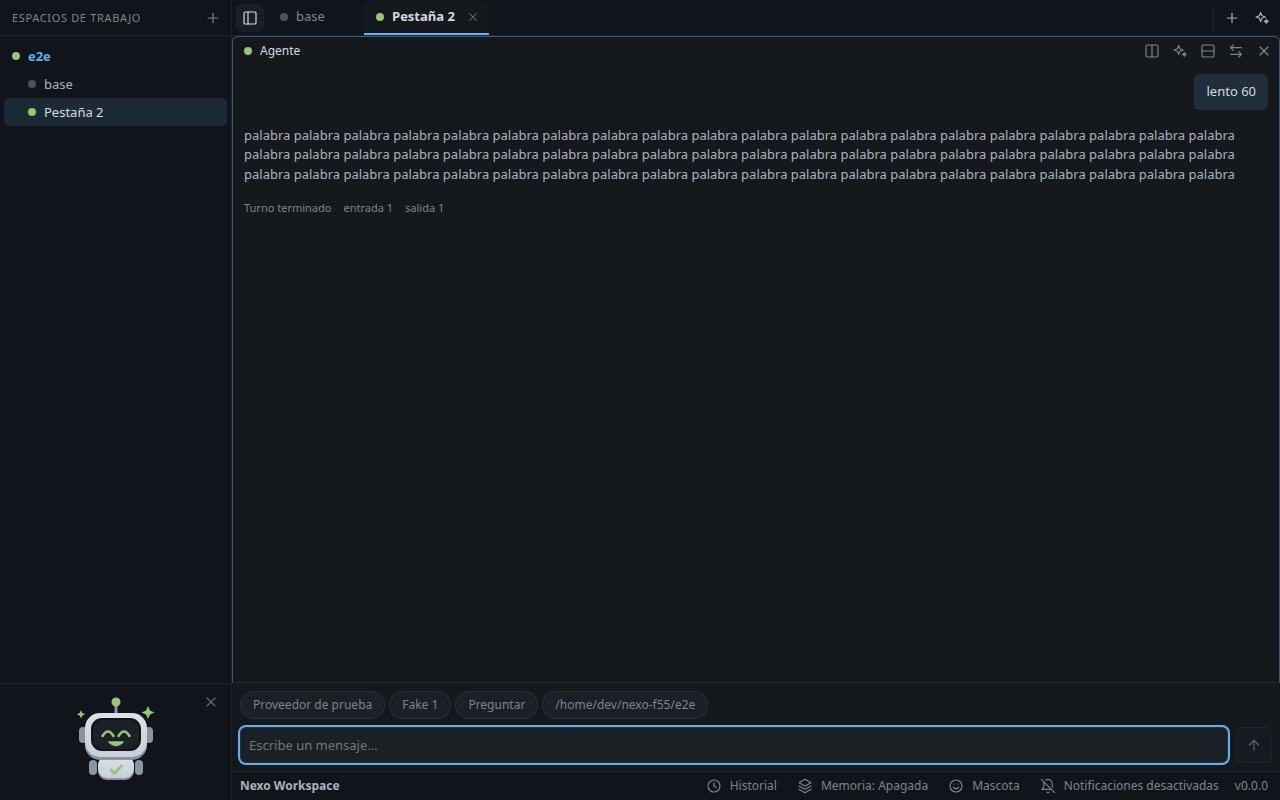 ESPACIOS DE TRABAJO
base
Pestaña 2
e2e
base
Pestaña 2
Agente
lento 60
palabra palabra palabra palabra palabra palabra palabra palabra palabra palabra palabra palabra palabra palabra palabra palabra palabra palabra palabra palabra
palabra palabra palabra palabra palabra palabra palabra palabra palabra palabra palabra palabra palabra palabra palabra palabra palabra palabra palabra palabra
palabra palabra palabra palabra palabra palabra palabra palabra palabra palabra palabra palabra palabra palabra palabra palabra palabra palabra palabra palabra
Turno terminado entrada 1 salida 1
Proveedor de prueba Fake 1 Preguntar /home/dev/nexo-f55/e2e
Escribe un mensaje...
Nexo Workspace Historial Memoria: Apagada Mascota Notificaciones desactivadas v0.0.0